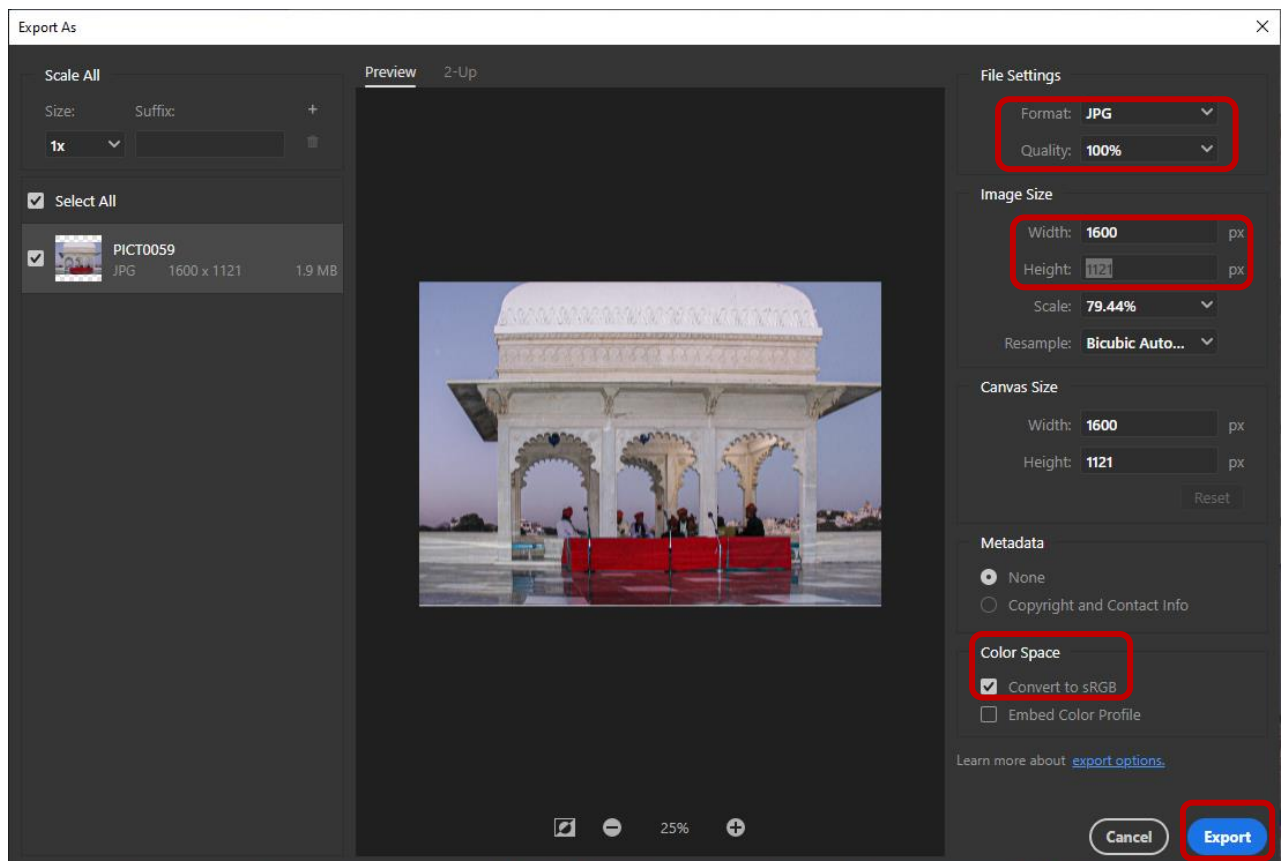 Export As
Scale All
Size: Suffix: +
1x
Select All
PICT0059
JPG 1600 x 1121 1.9 MB
Preview 2-Up
25%
File Settings
Format: JPG
Quality: 100%
Image Size
Width: 1600 px
Height: 1121 px
Scale: 79.44%
Resample: Bicubic Auto...
Canvas Size
Width: 1600 px
Height: 1121 px
Reset
Metadata
None
Copyright and Contact Info
Color Space
Convert to sRGB
Embed Color Profile
Learn more about export options.
Cancel Export